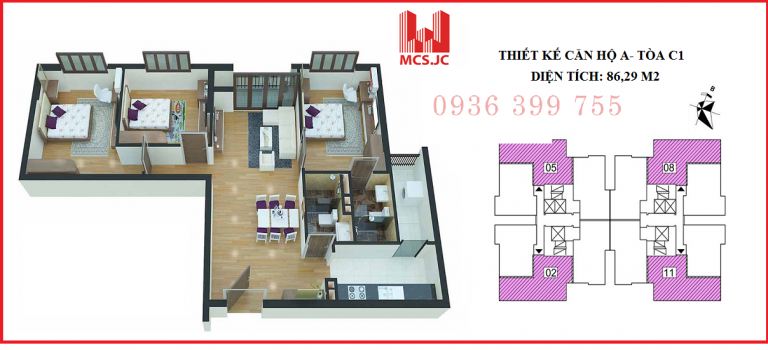 MCS.JC
THIẾT KẾ CĂN HỘ A- TÒA C1
DIỆN TÍCH: 86,29 M2
0936 399 755
B
05
08
02
11